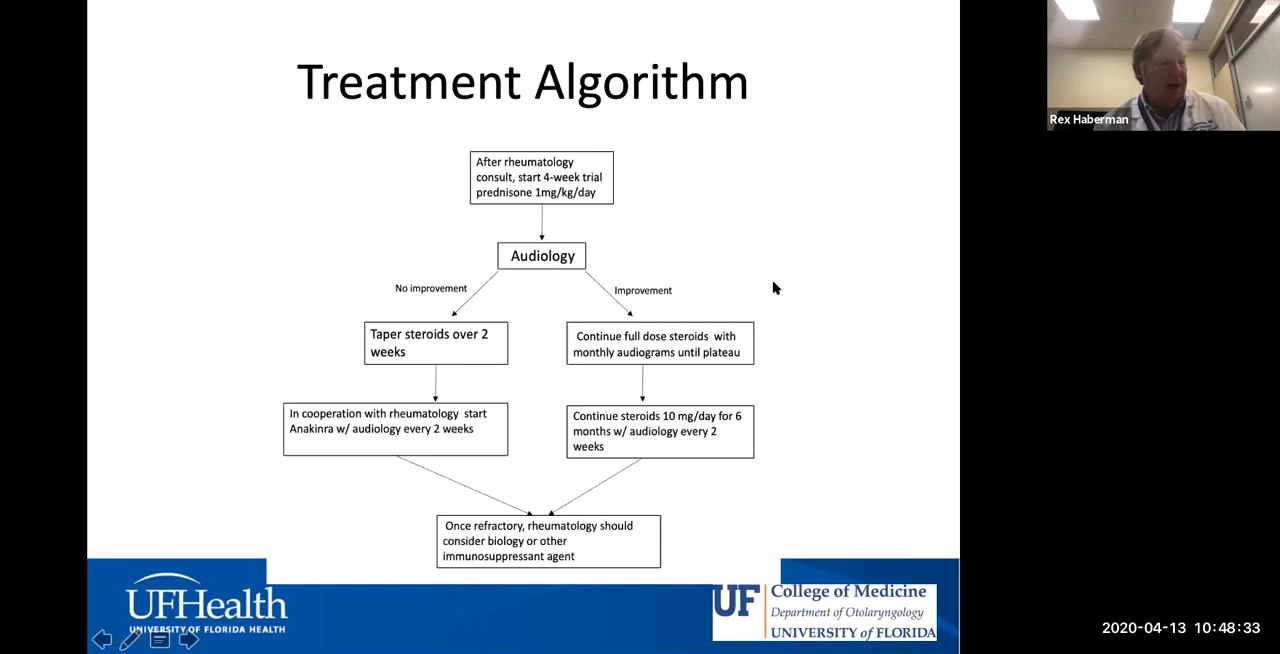 Treatment Algorithm
Rex Haberman
After rheumatology
consult, start 4-week trial
prednisone 1mg/kg/day
Audiology
No improvement
Improvement
Taper steroids over 2
weeks
Continue full dose steroids with
monthly audiograms until plateau
In cooperation with rheumatology start
Anakinra w/ audiology every 2 weeks
Continue steroids 10 mg/day for 6
months w/ audiology every 2
weeks
Once refractory, rheumatology should
consider biology or other
immunosuppressant agent
UFHealth
UNIVERSITY OF FLORIDA HEALTH
UF
College of Medicine
Department of Otolaryngology
UNIVERSITY of FLORIDA
2020-04-13 10:48:33